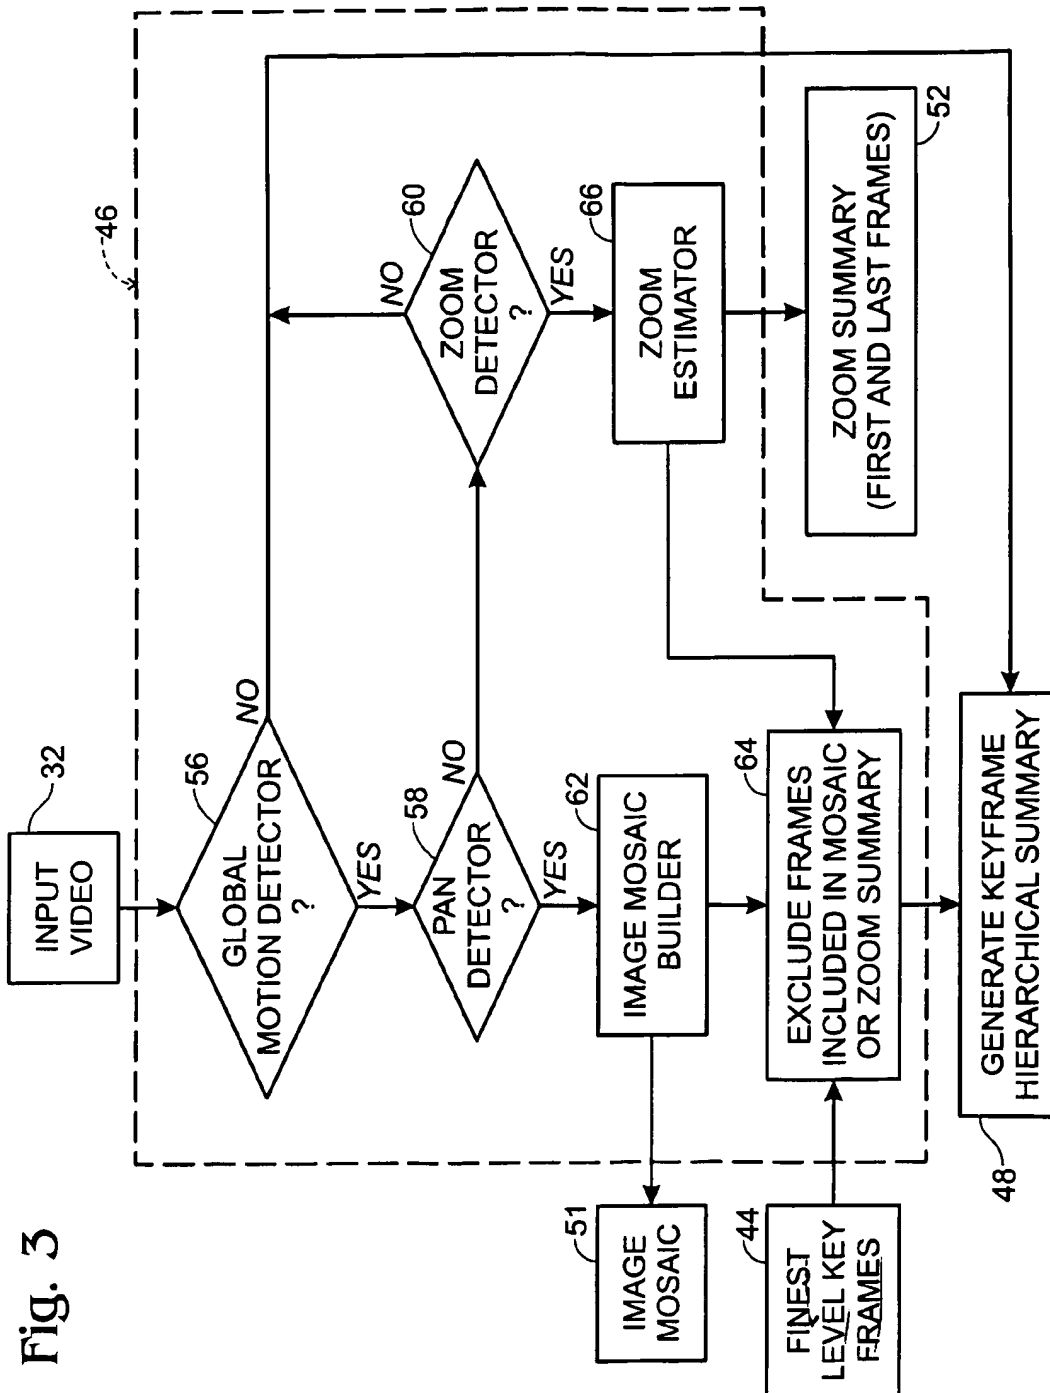 Fig. 3
INPUT
VIDEO
32
46
GLOBAL
MOTION DETECTOR
?
56
NO
YES
PAN
DETECTOR
?
58
NO
YES
ZOOM
DETECTOR
?
60
NO
YES
IMAGE MOSAIC
BUILDER
62
ZOOM
ESTIMATOR
66
IMAGE
MOSAIC
51
FINEST
LEVEL KEY
FRAMES
44
EXCLUDE FRAMES
INCLUDED IN MOSAIC
OR ZOOM SUMMARY
64
ZOOM SUMMARY
(FIRST AND LAST FRAMES)
52
GENERATE KEYFRAME
HIERARCHICAL SUMMARY
48